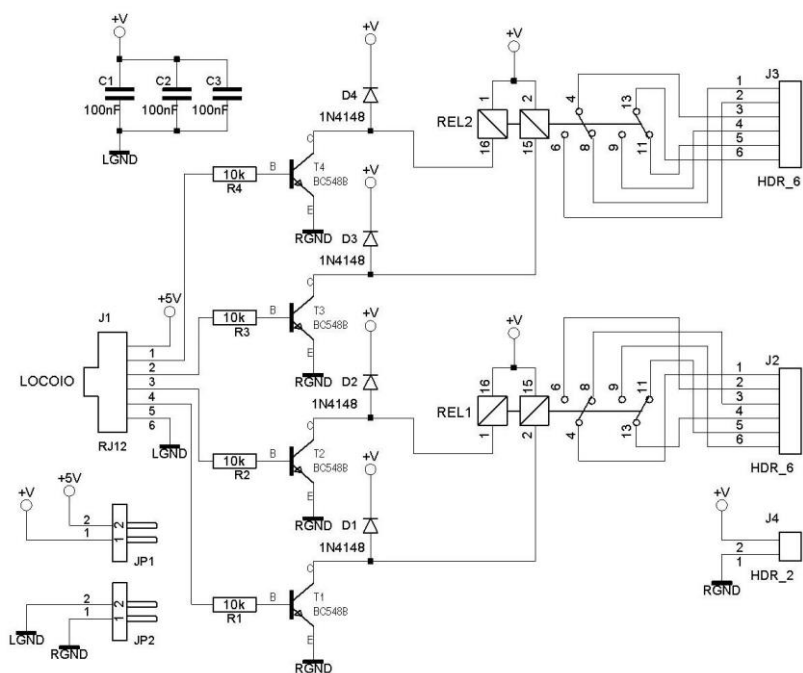 +V
C1
C2
C3
100nF
100nF
100nF
LGND
+V
D4
1N4148
C
T4
BC548B
B
E
10k
R4
RGND
+V
REL2
1
2
16
15
4
13
6
8
9
11
J3
1
2
3
4
5
6
HDR_6
+V
D3
1N4148
C
T3
BC548B
B
E
10k
R3
RGND
+5V
J1
LOCOIO
1
2
3
4
5
6
RJ12
LGND
+V
D2
1N4148
C
T2
BC548B
B
E
10k
R2
RGND
+V
REL1
16
15
1
2
6
8
9
11
4
13
J2
1
2
3
4
5
6
HDR_6
+V
D1
1N4148
C
T1
BC548B
B
E
10k
R1
RGND
+V
+5V
2
1
2
1
JP1
2
1
2
1
JP2
LGND
RGND
+V
J4
2
1
HDR_2
RGND